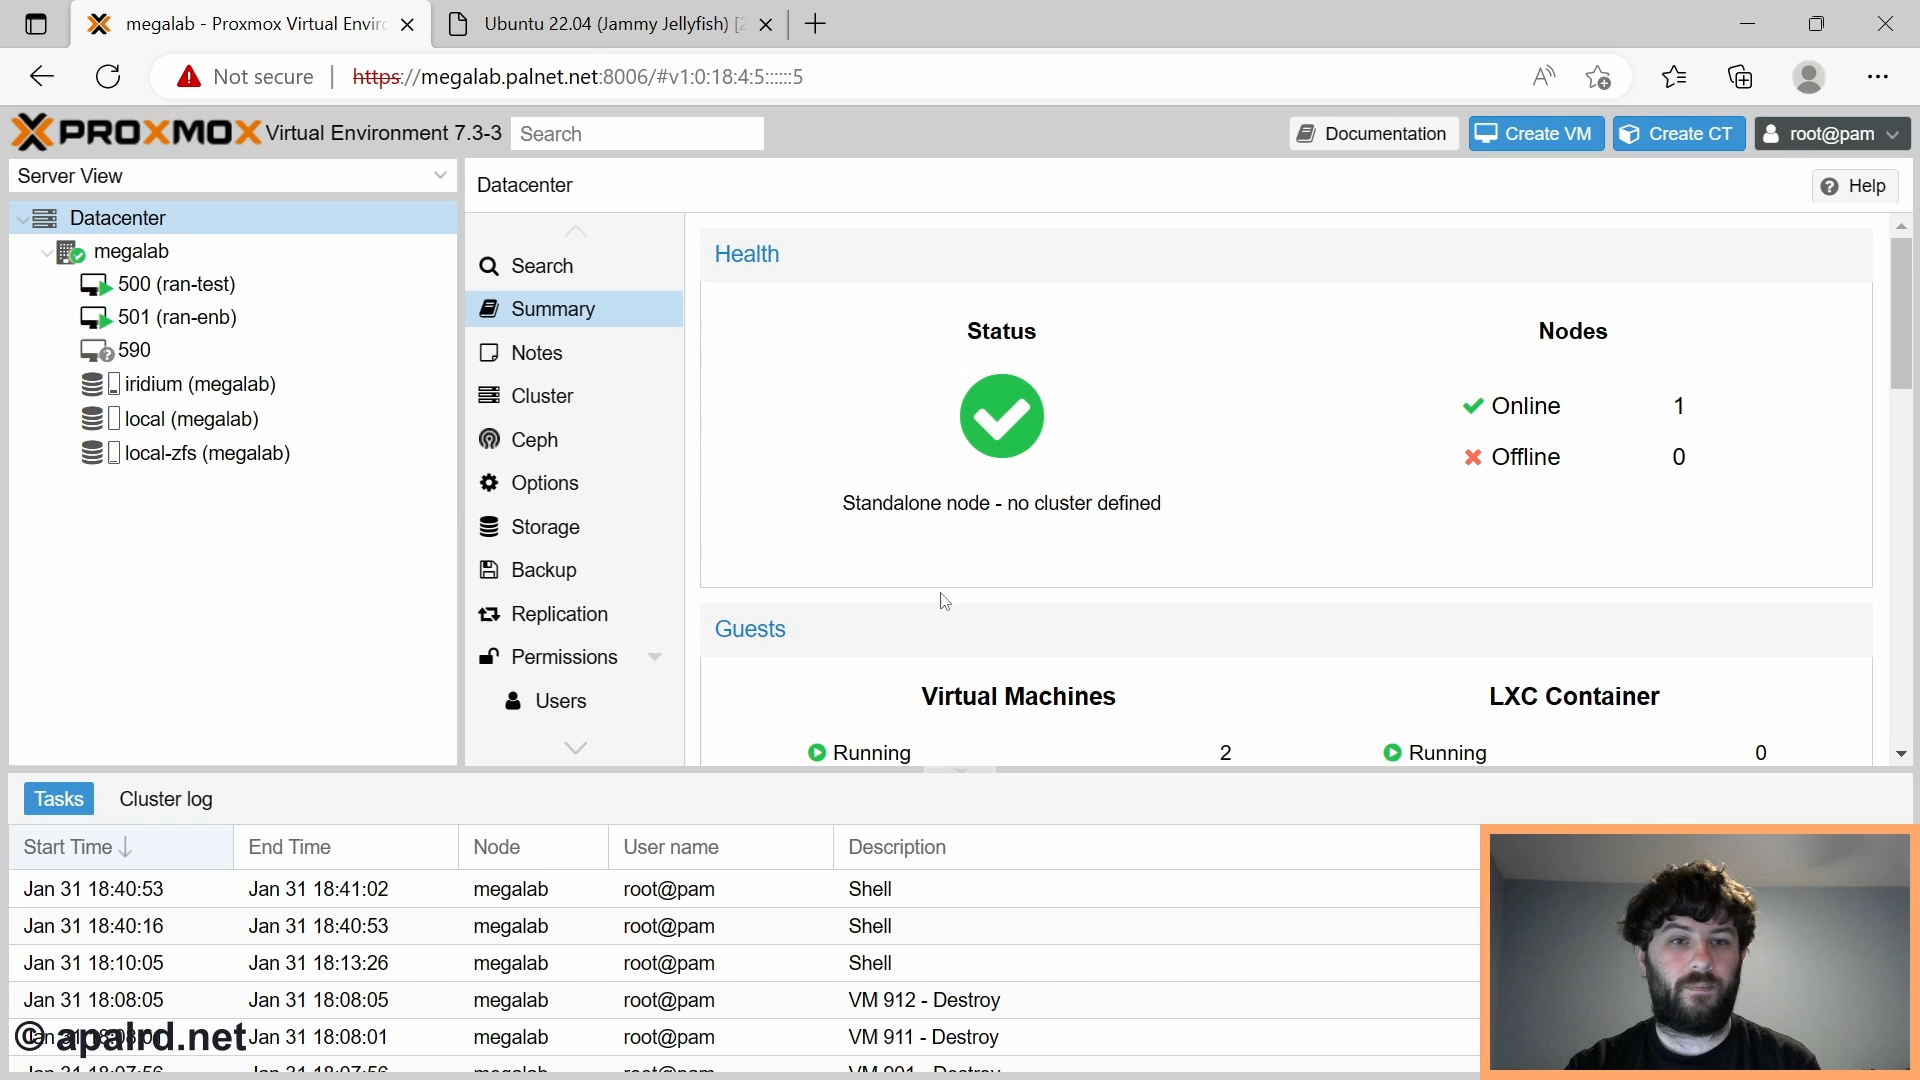 megalab - Proxmox Virtual Enviro
Ubuntu 22.04 (Jammy Jellyfish) [2
Not secure
https://megalab.palnet.net:8006/#v1:0:18:4:5::::::5
PROXMOX Virtual Environment 7.3-3
Search
Documentation
Create VM
Create CT
root@pam
Server View
Datacenter
megalab
500 (ran-test)
501 (ran-enb)
590
iridium (megalab)
local (megalab)
local-zfs (megalab)
Datacenter
Help
Search
Summary
Notes
Cluster
Ceph
Options
Storage
Backup
Replication
Permissions
Users
Health
Status
Standalone node - no cluster defined
Nodes
Online 1
Offline 0
Guests
Virtual Machines
Running 2
LXC Container
Running 0
Tasks
Cluster log
Start Time End Time Node User name Description
Jan 31 18:40:53 Jan 31 18:41:02 megalab root@pam Shell
Jan 31 18:40:16 Jan 31 18:40:53 megalab root@pam Shell
Jan 31 18:10:05 Jan 31 18:13:26 megalab root@pam Shell
Jan 31 18:08:05 Jan 31 18:08:05 megalab root@pam VM 912 - Destroy
Jan 31 18:08:01 megalab root@pam VM 911 - Destroy
© apalrd.net